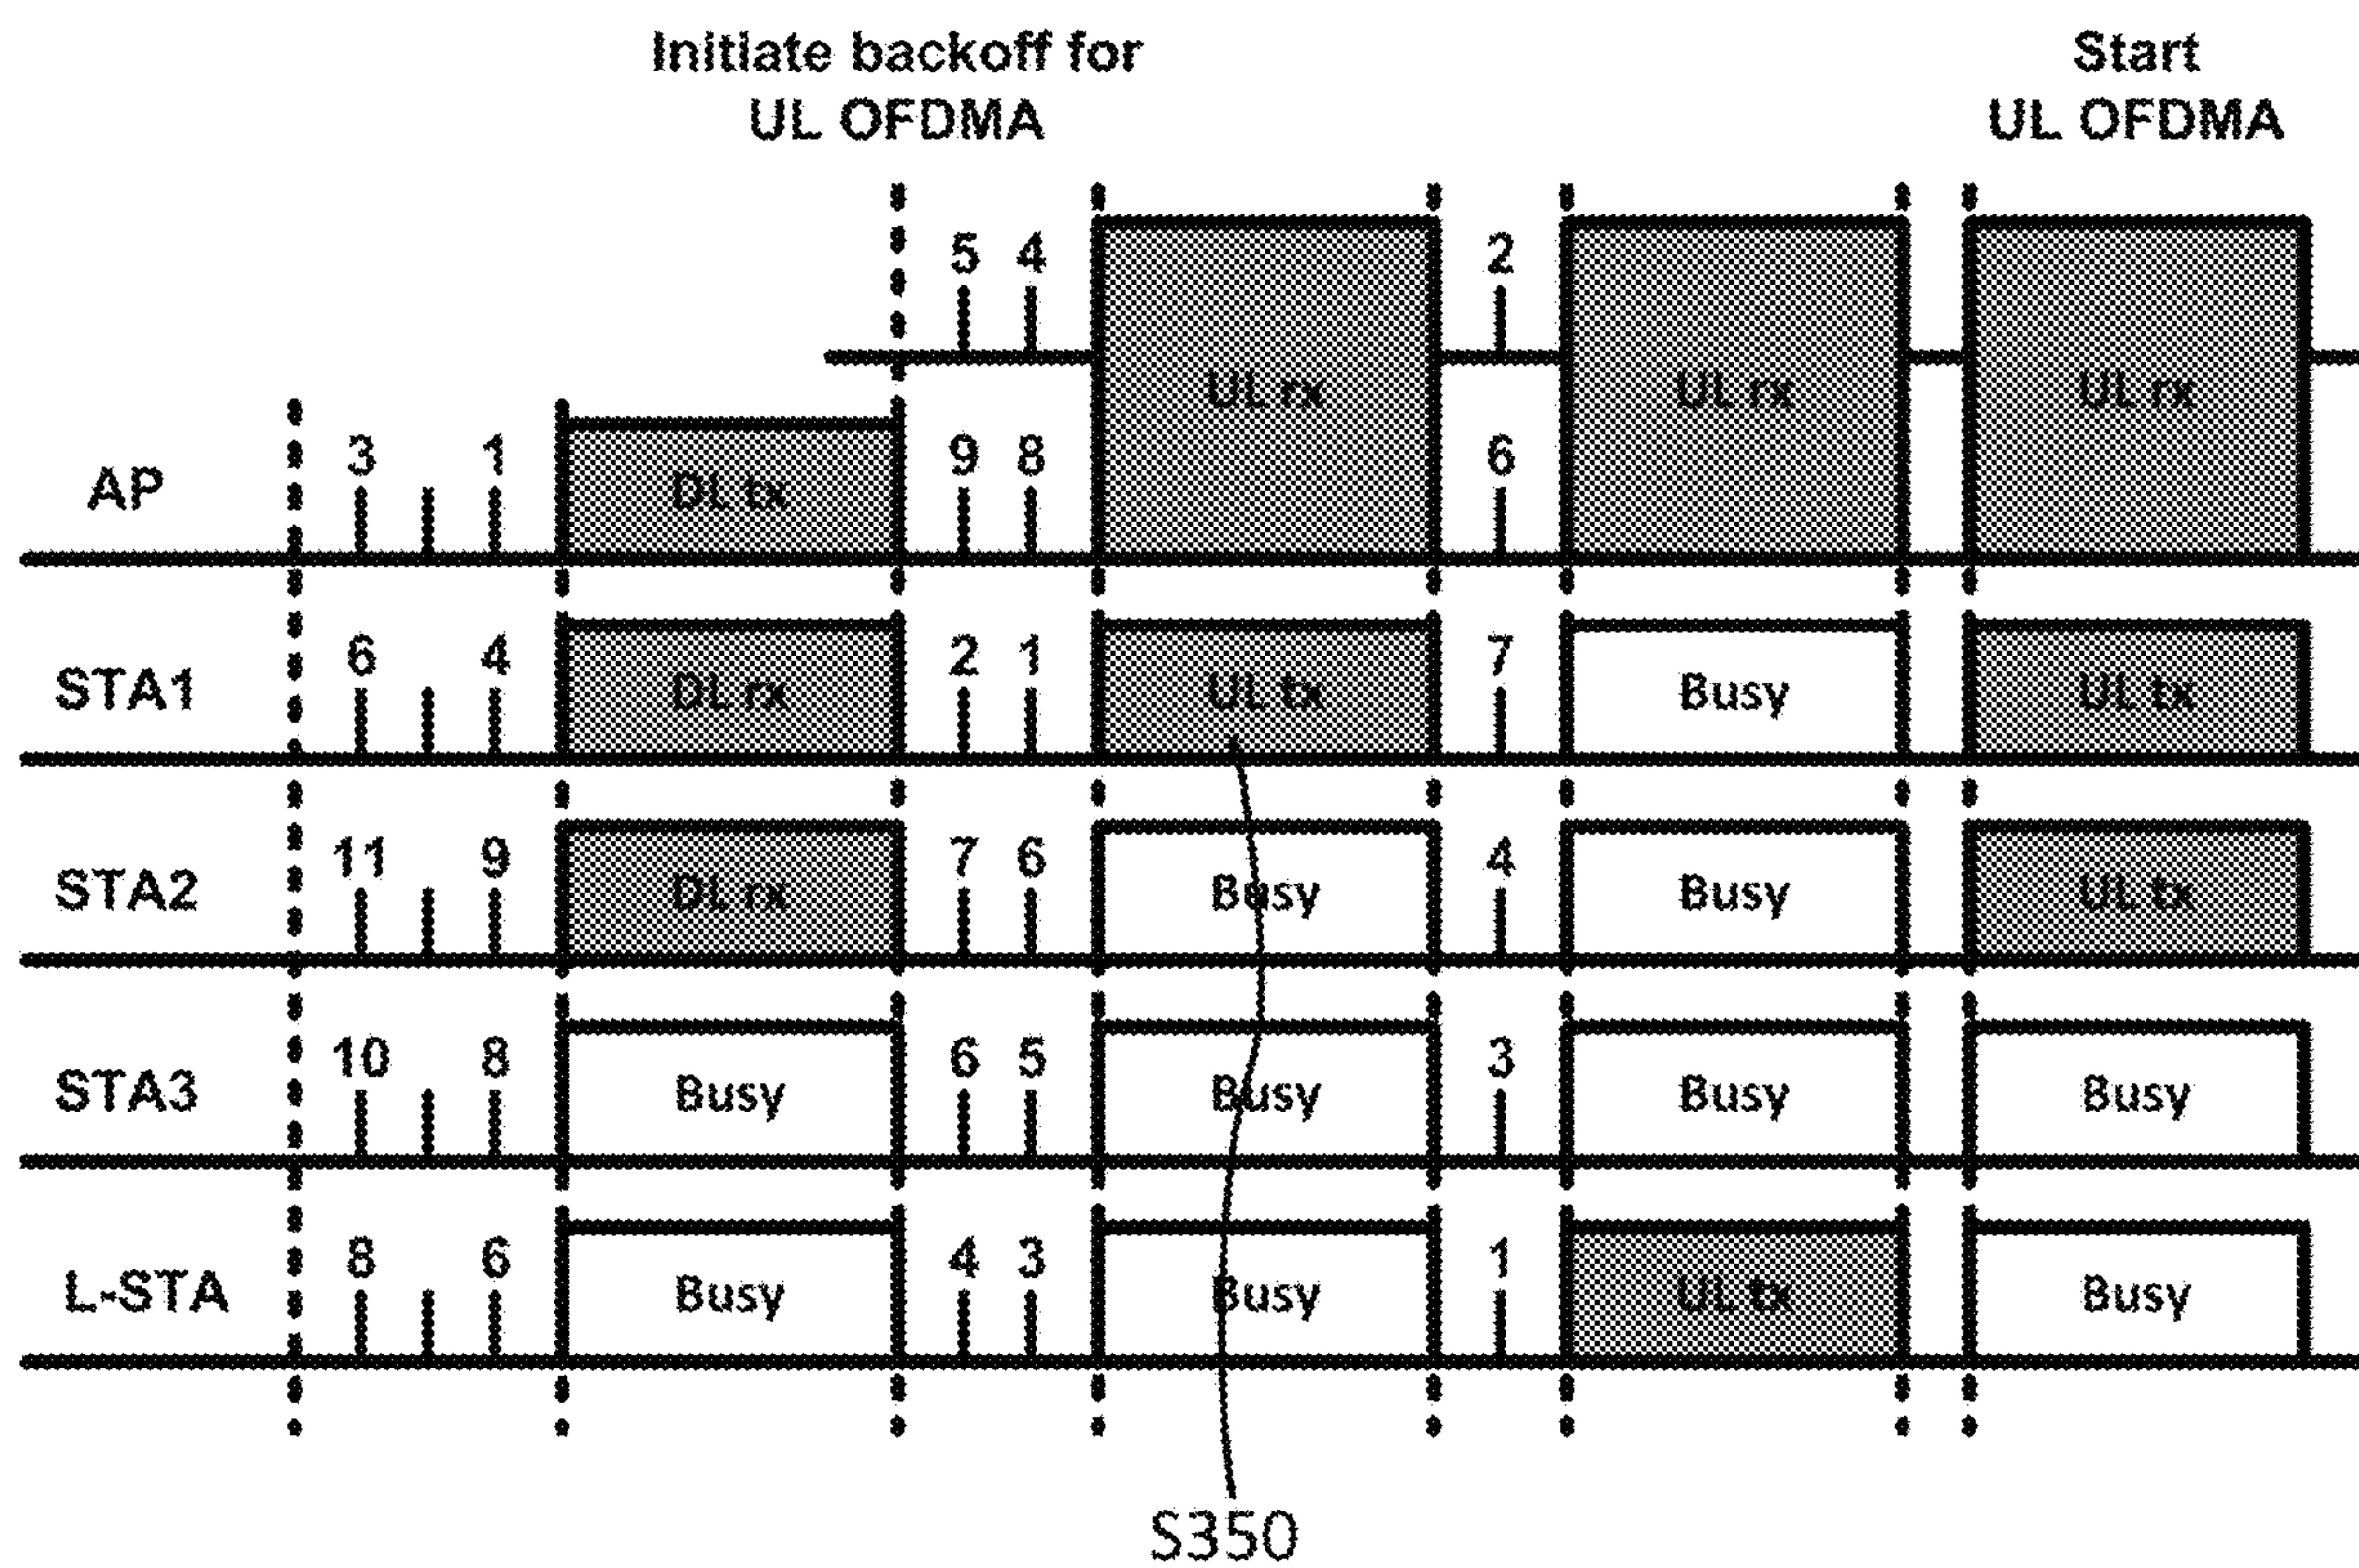 Initiate backoff for
UL OFDMA
Start
UL OFDMA
5 4 2
UL rx UL rx UL rx
AP 3 1 DL tx 9 8 6
STA1 6 4 DL rx 2 1 UL tx 7 Busy UL tx
STA2 11 9 DL rx 7 6 Busy 4 Busy UL tx
STA3 10 8 Busy 6 5 Busy 3 Busy Busy
L-STA 8 6 Busy 4 3 Busy 1 UL tx Busy
S350